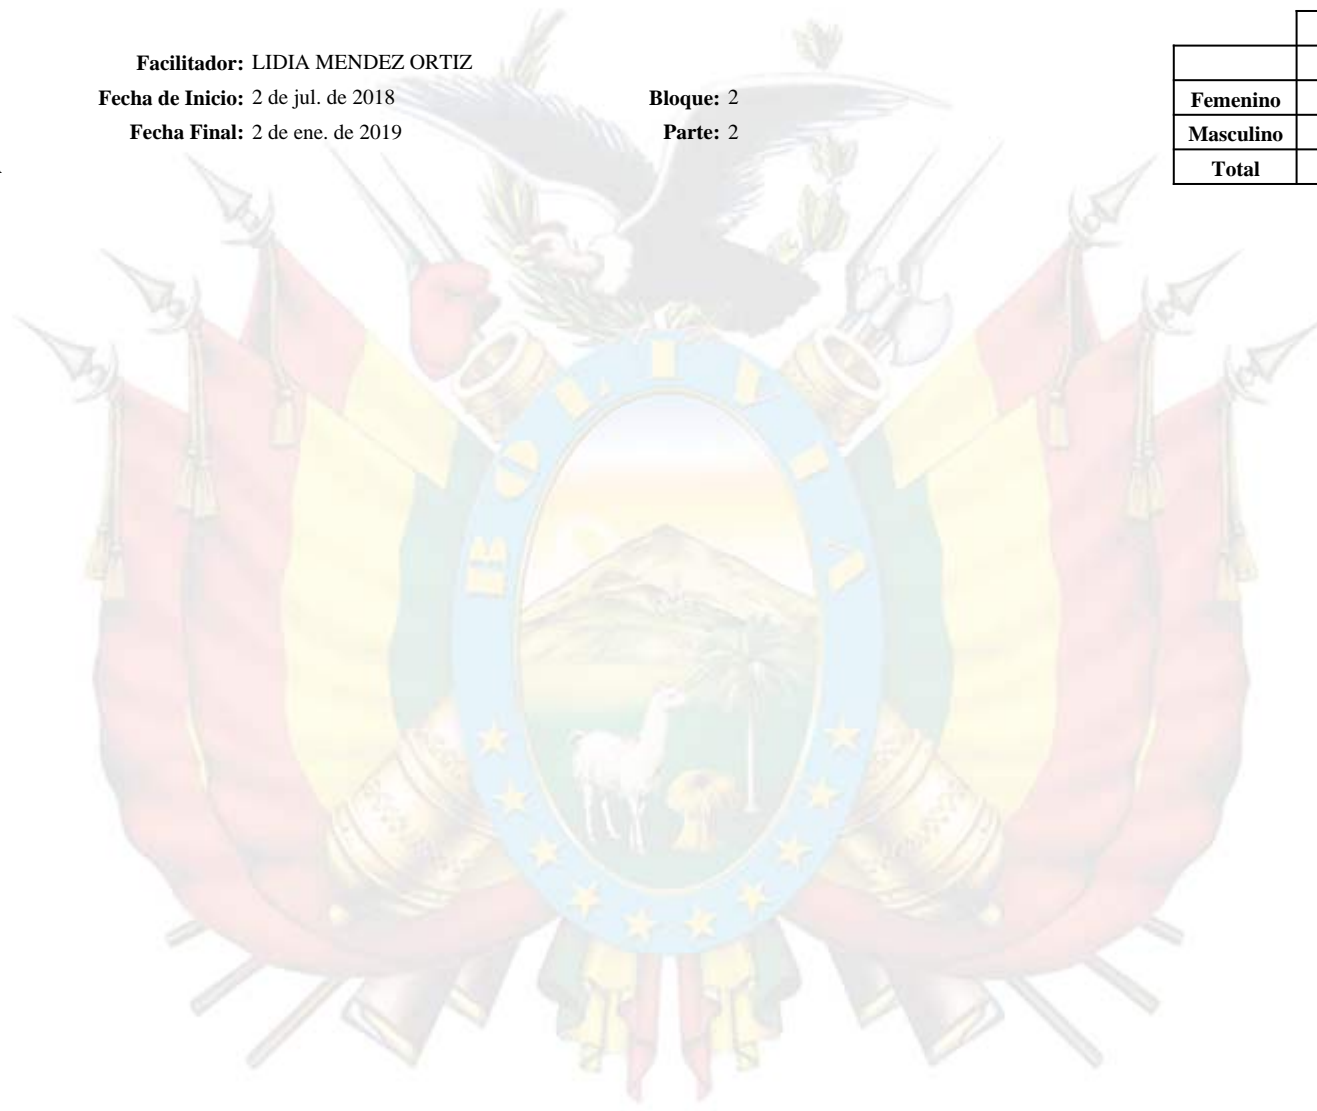 Facilitador: LIDIA MENDEZ ORTIZ
Fecha de Inicio: 2 de jul. de 2018 Bloque: 2
Fecha Final: 2 de ene. de 2019 Parte: 2
Femenino
Masculino
Total
BOLIVIA